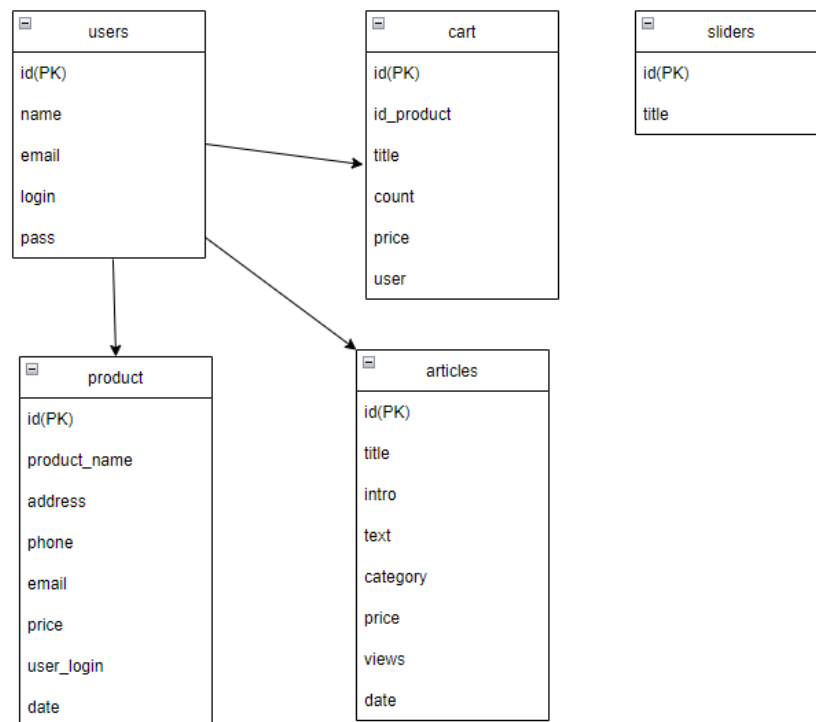 users
id(PK)
name
email
login
pass
cart
id(PK)
id_product
title
count
price
user
sliders
id(PK)
title
product
id(PK)
product_name
address
phone
email
price
user_login
date
articles
id(PK)
title
intro
text
category
price
views
date